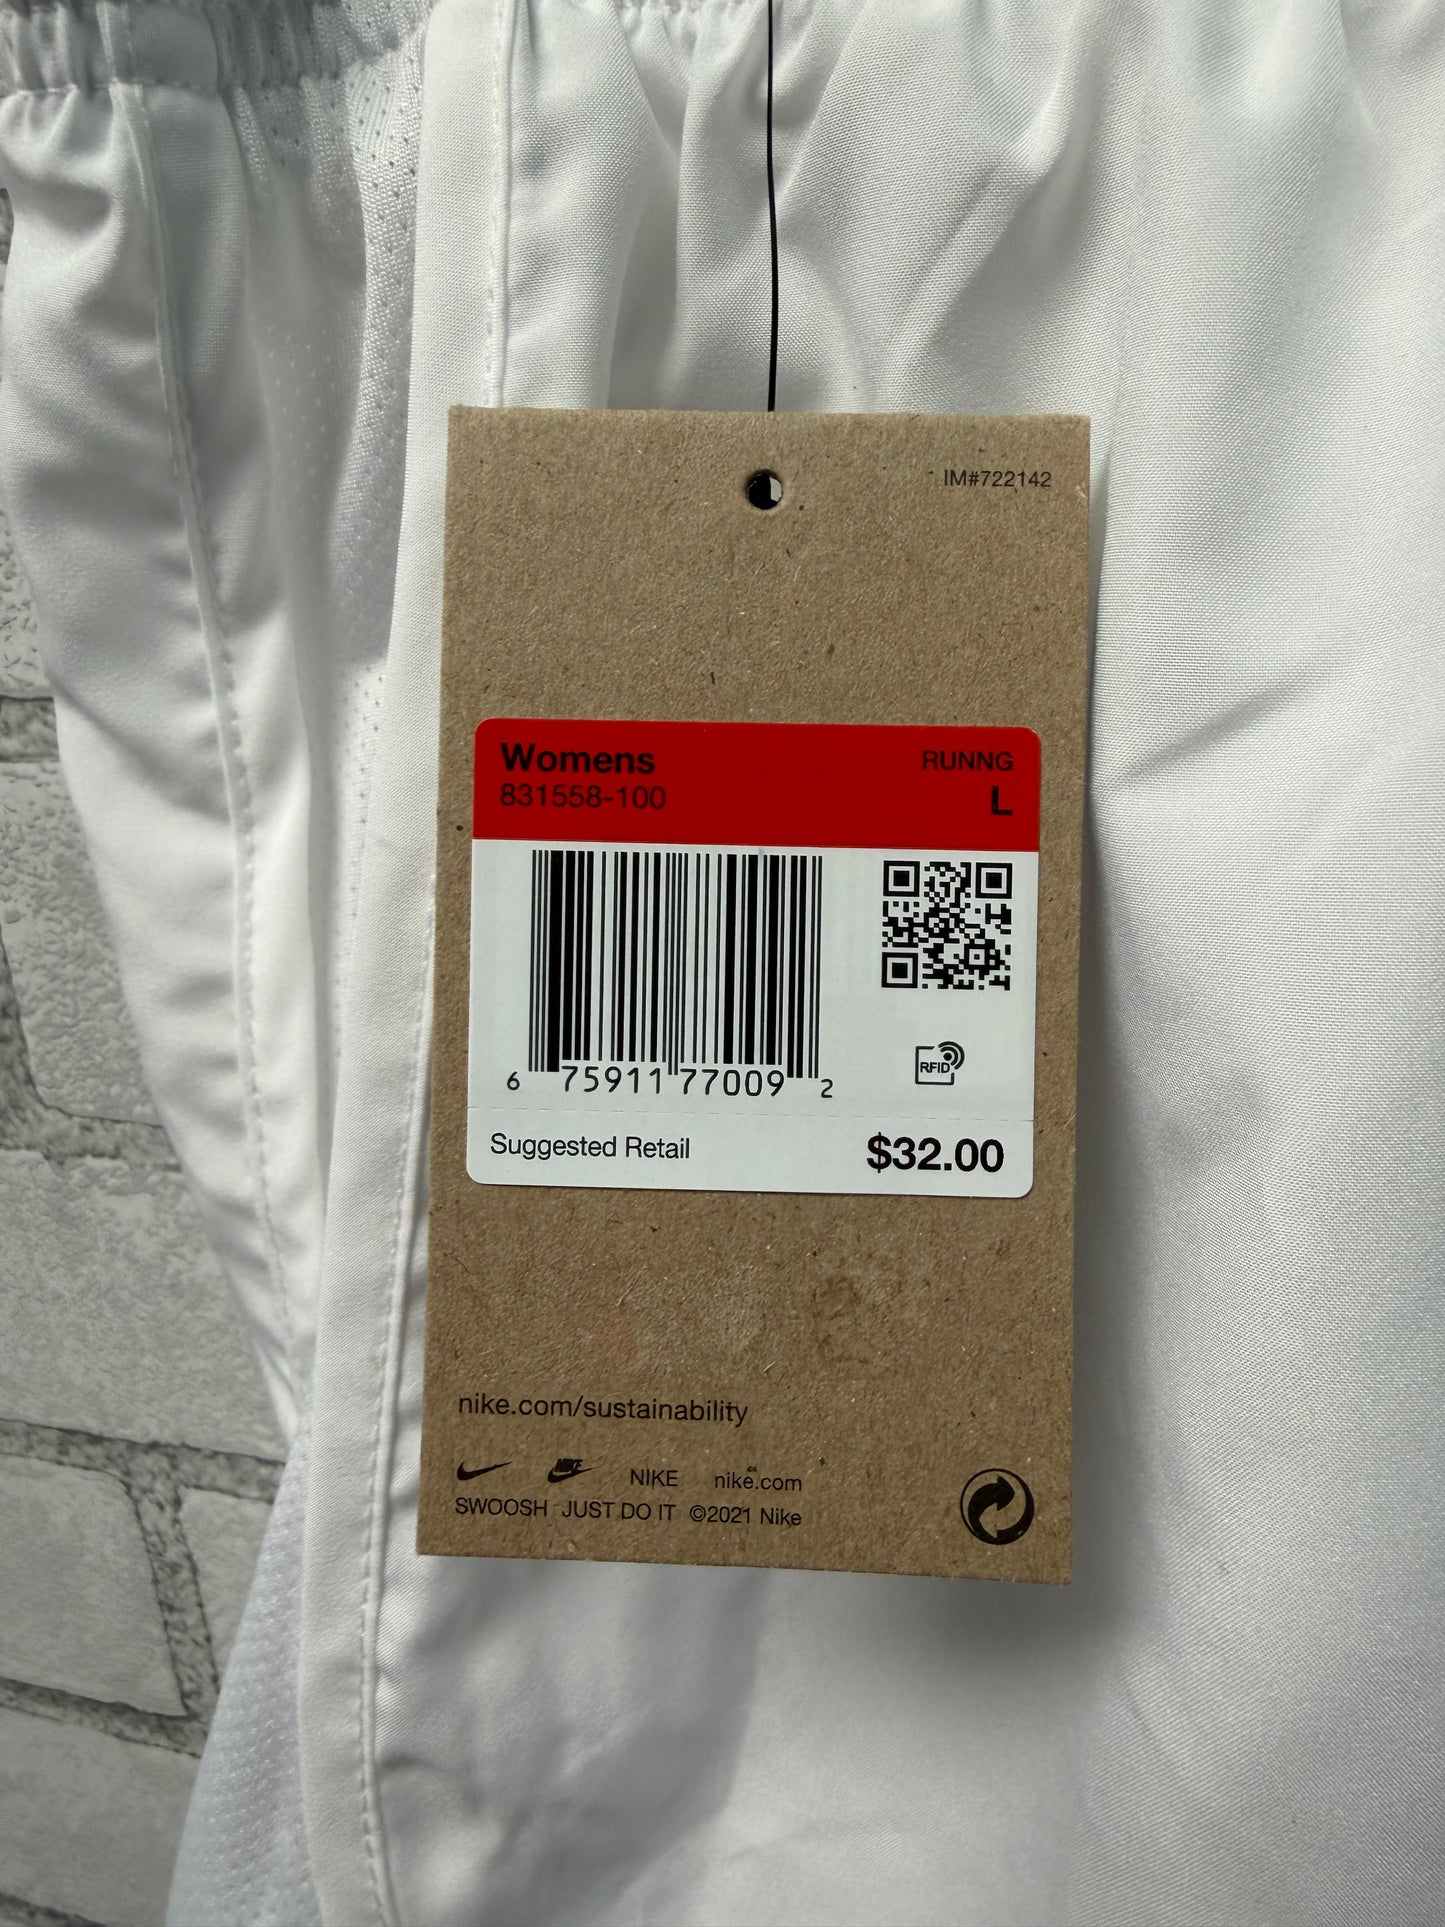 IM#722142
Womens RUNNG
831558-100 L
RFID
6 75911 77009 2
Suggested Retail $32.00
nike.com/sustainability
NIKE NIKE nike.com
SWOOSH JUST DO IT ©2021 Nike